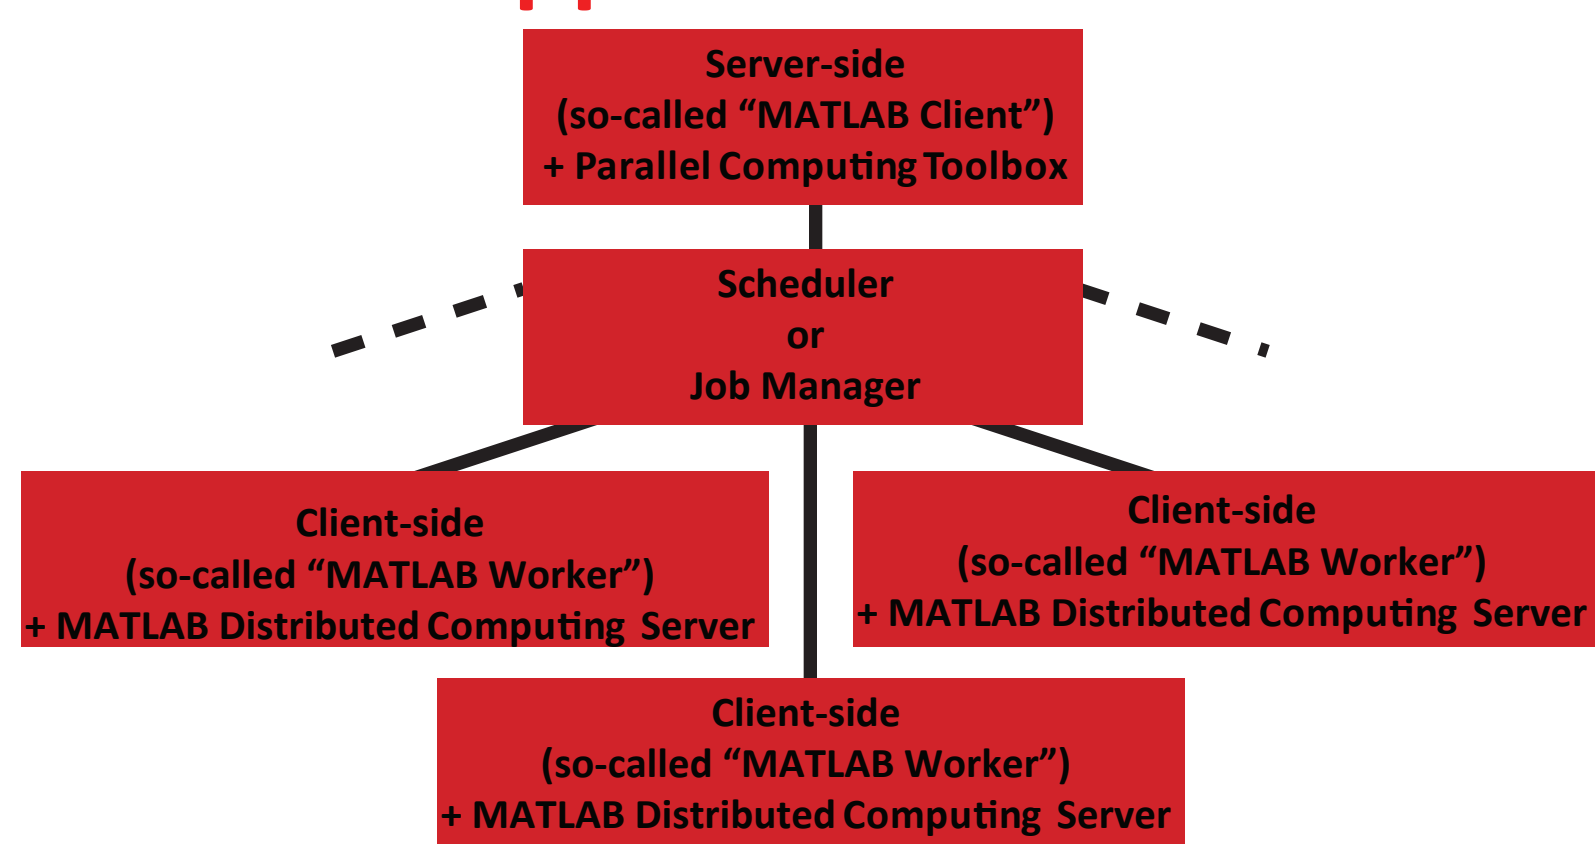 Server-side
(so-called “MATLAB Client”)
+ Parallel Computing Toolbox
Scheduler
or
Job Manager
Client-side
(so-called “MATLAB Worker”)
+ MATLAB Distributed Computing Server
Client-side
(so-called “MATLAB Worker”)
+ MATLAB Distributed Computing Server
Client-side
(so-called “MATLAB Worker”)
+ MATLAB Distributed Computing Server